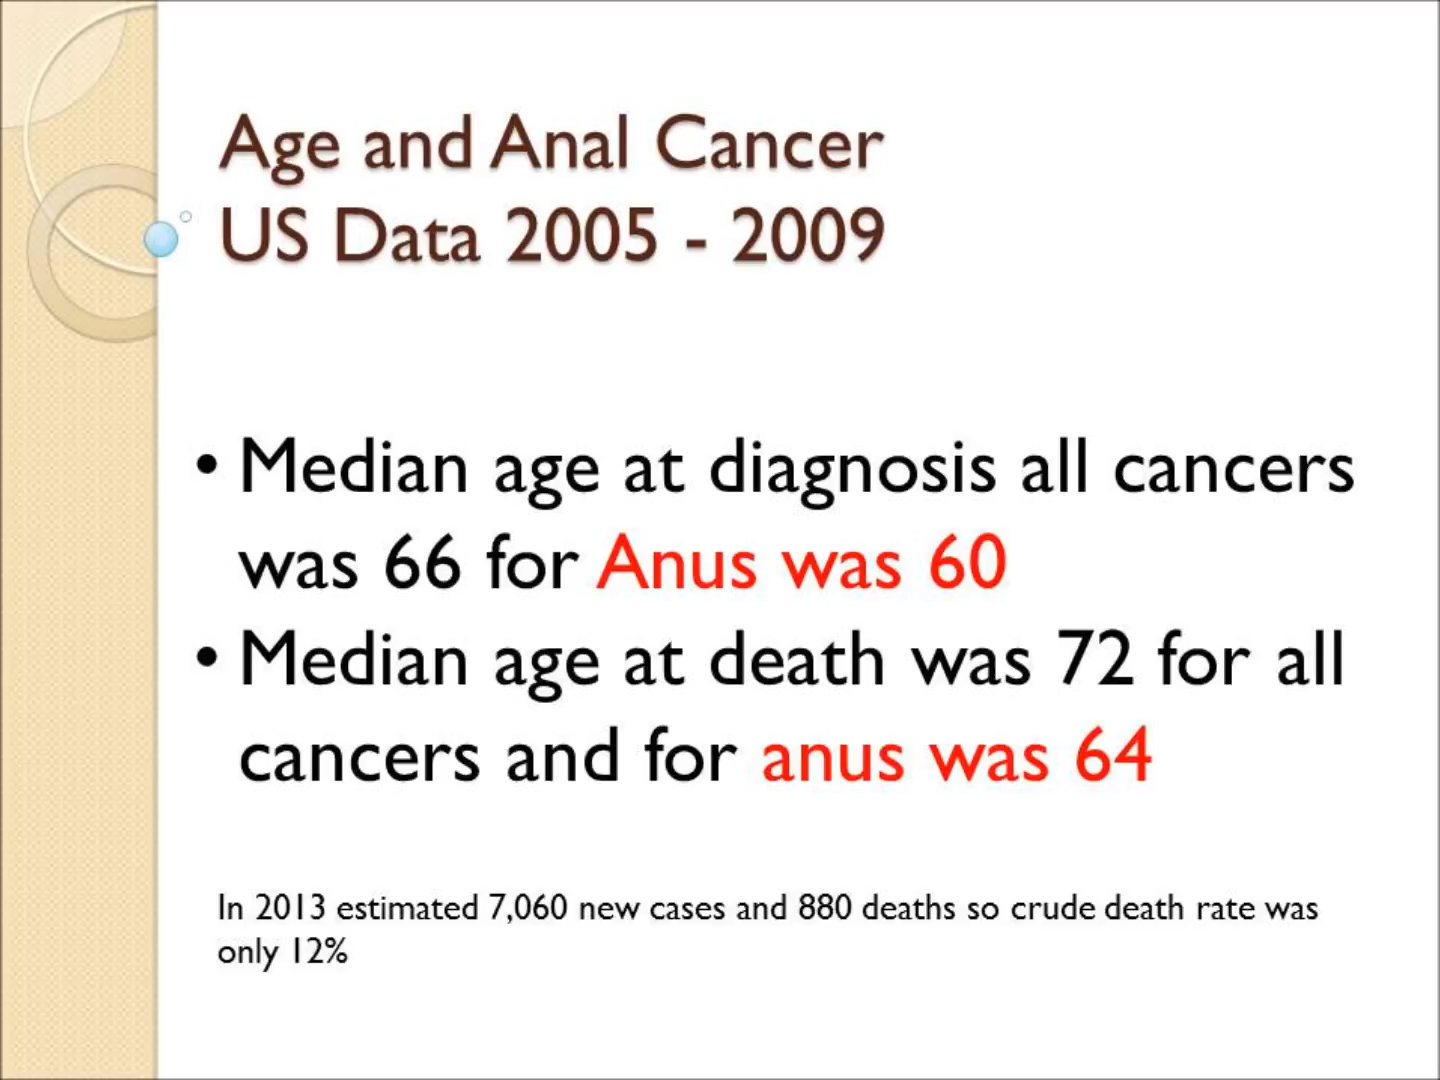 Age and Anal Cancer
US Data 2005 - 2009
• Median age at diagnosis all cancers
was 66 for Anus was 60
• Median age at death was 72 for all
cancers and for anus was 64
In 2013 estimated 7,060 new cases and 880 deaths so crude death rate was
only 12%